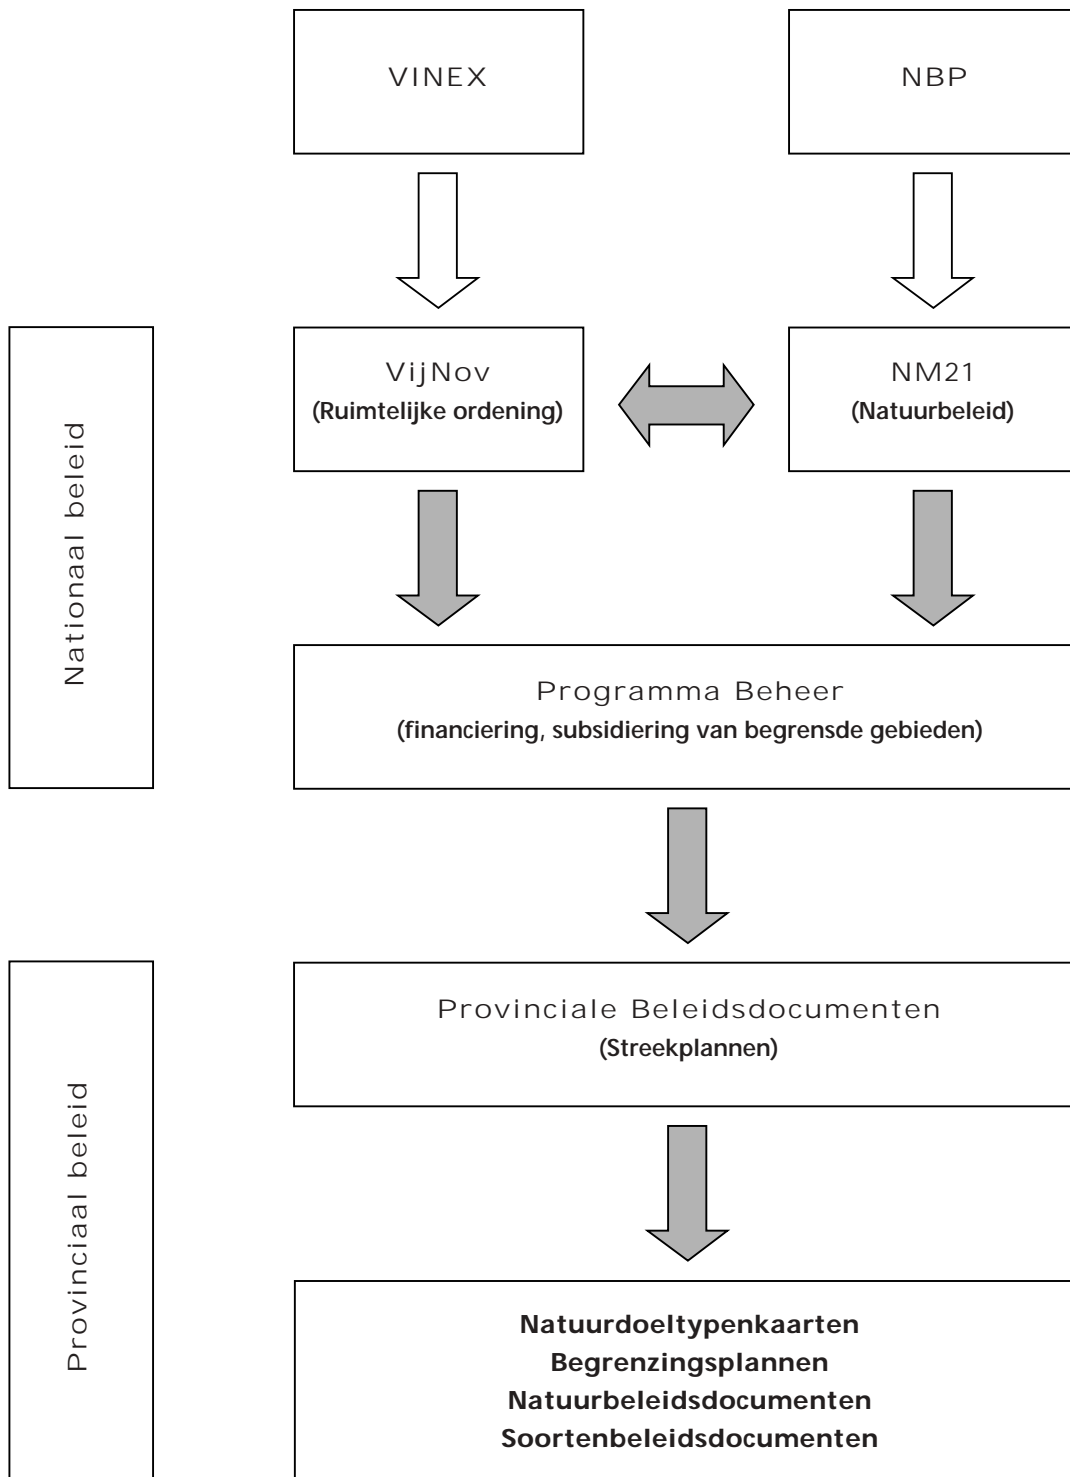 VINEX
NBP
Nationaal beleid
VijNov
(Ruimtelijke ordening)
NM21
(Natuurbeleid)
Programma Beheer
(financiering, subsidiering van begrensde gebieden)
Provinciaal beleid
Provinciale Beleidsdocumenten
(Streekplannen)
Natuurdoeltypenkaarten
Begrenzingsplannen
Natuurbeleidsdocumenten
Soortenbeleidsdocumenten